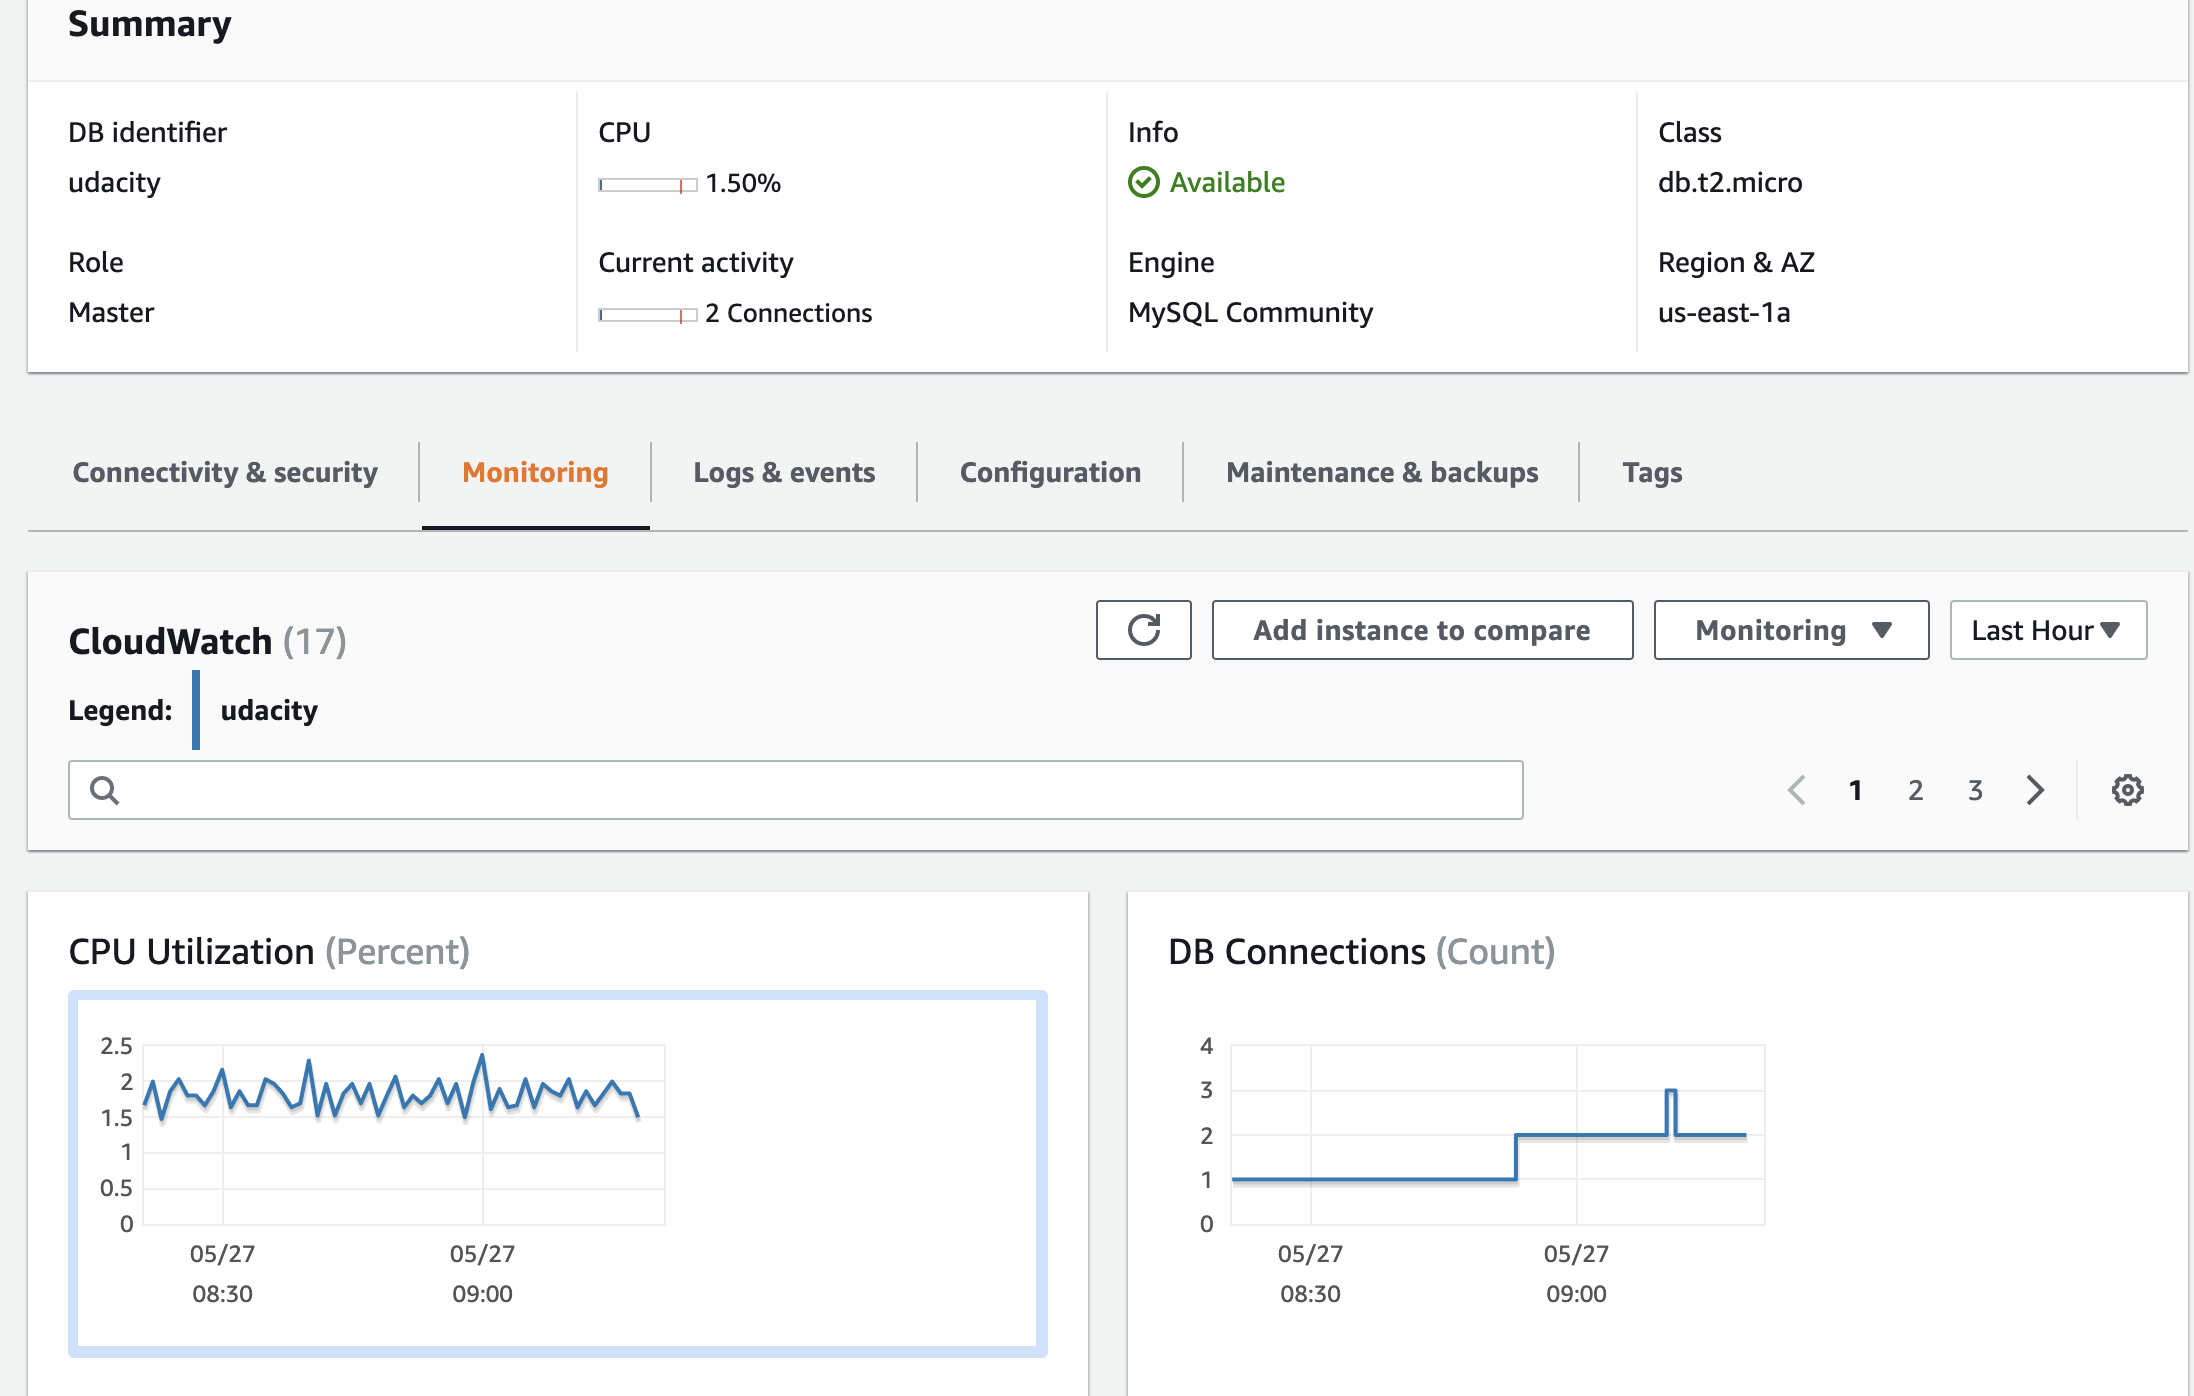 Summary
DB identifier
udacity
CPU
1.50%
Info
Available
Class
db.t2.micro
Role
Master
Current activity
2 Connections
Engine
MySQL Community
Region & AZ
us-east-1a
Connectivity & security
Monitoring
Logs & events
Configuration
Maintenance & backups
Tags
CloudWatch (17)
Add instance to compare
Monitoring
Last Hour
Legend:
udacity
1
2
3
CPU Utilization (Percent)
2.5
2
1.5
1
0.5
0
05/27
08:30
05/27
09:00
DB Connections (Count)
4
3
2
1
0
05/27
08:30
05/27
09:00